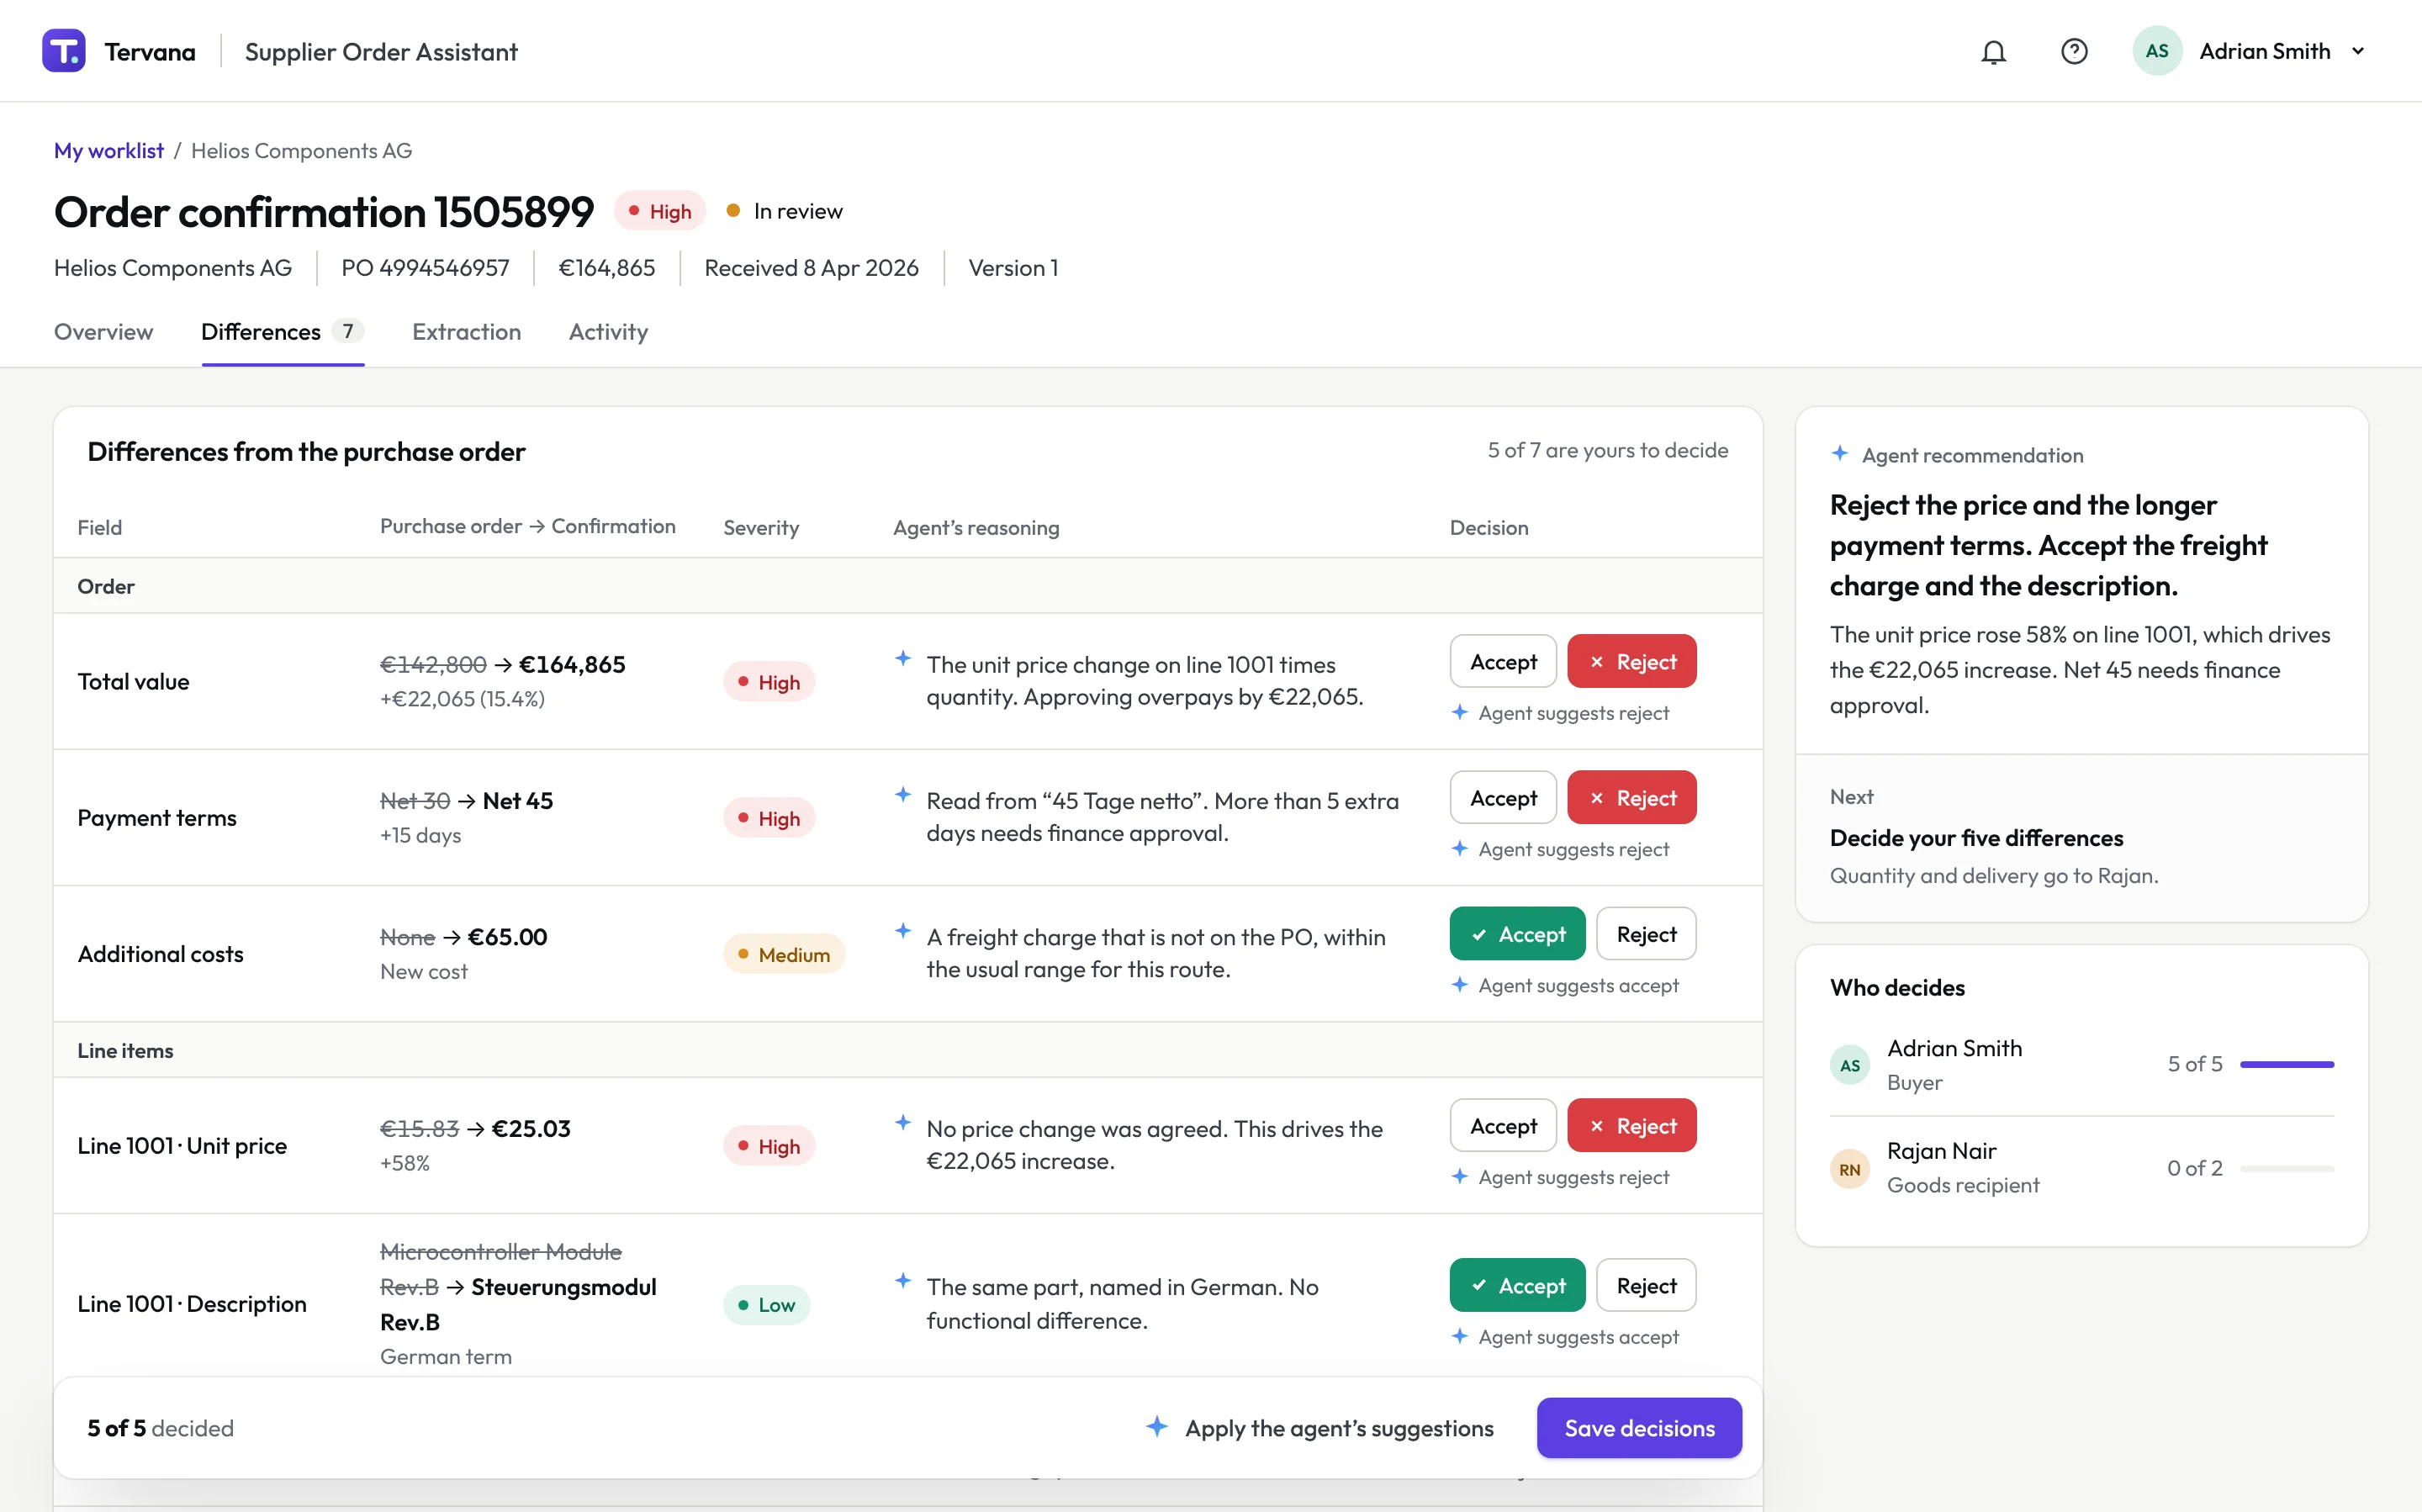 T.
Tervana
Supplier Order Assistant
AS
Adrian Smith
My worklist / Helios Components AG
Order confirmation 1505899
High
In review
Helios Components AG
PO 4994546957
€164,865
Received 8 Apr 2026
Version 1
Overview
Differences 7
Extraction
Activity
Differences from the purchase order
5 of 7 are yours to decide
Field
Purchase order → Confirmation
Severity
Agent’s reasoning
Decision
Order
Total value
€142,800 → €164,865
+€22,065 (15.4%)
High
The unit price change on line 1001 times
quantity. Approving overpays by €22,065.
Accept
× Reject
Agent suggests reject
Payment terms
Net 30 → Net 45
+15 days
High
Read from “45 Tage netto”. More than 5 extra
days needs finance approval.
Accept
× Reject
Agent suggests reject
Additional costs
None → €65.00
New cost
Medium
A freight charge that is not on the PO, within
the usual range for this route.
✓ Accept
Reject
Agent suggests accept
Line items
Line 1001 · Unit price
€15.83 → €25.03
+58%
High
No price change was agreed. This drives the
€22,065 increase.
Accept
× Reject
Agent suggests reject
Line 1001 · Description
Microcontroller Module
Rev.B → Steuerungsmodul
Rev.B
German term
Low
The same part, named in German. No
functional difference.
✓ Accept
Reject
Agent suggests accept
5 of 5 decided
Apply the agent’s suggestions
Save decisions
Agent recommendation
Reject the price and the longer
payment terms. Accept the freight
charge and the description.
The unit price rose 58% on line 1001, which drives
the €22,065 increase. Net 45 needs finance
approval.
Next
Decide your five differences
Quantity and delivery go to Rajan.
Who decides
AS
Adrian Smith
Buyer
5 of 5
RN
Rajan Nair
Goods recipient
0 of 2